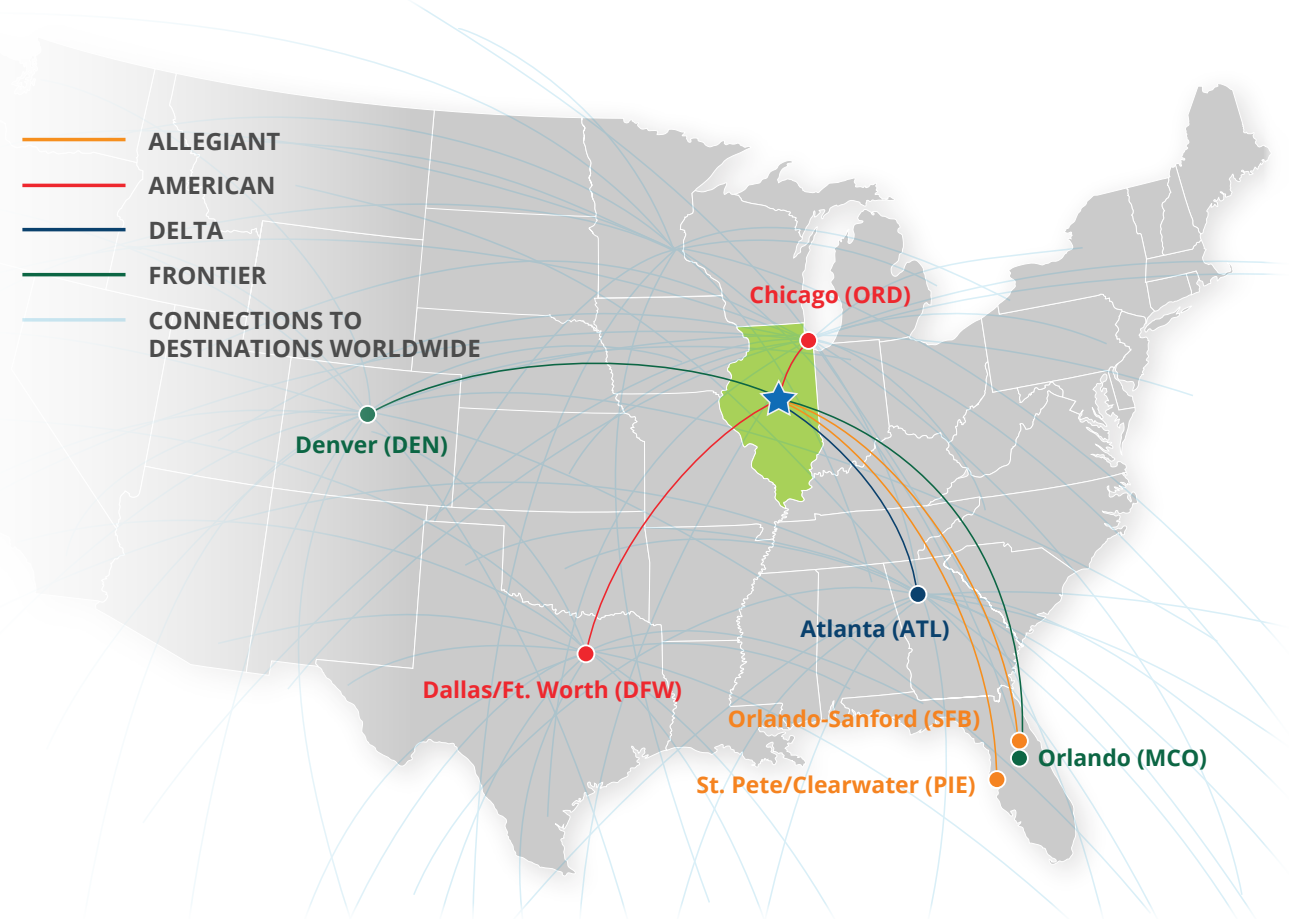 ALLEGIANT
AMERICAN
DELTA
FRONTIER
CONNECTIONS TO
DESTINATIONS WORLDWIDE
Chicago (ORD)
Denver (DEN)
Atlanta (ATL)
Dallas/Ft. Worth (DFW)
Orlando-Sanford (SFB)
Orlando (MCO)
St. Pete/Clearwater (PIE)